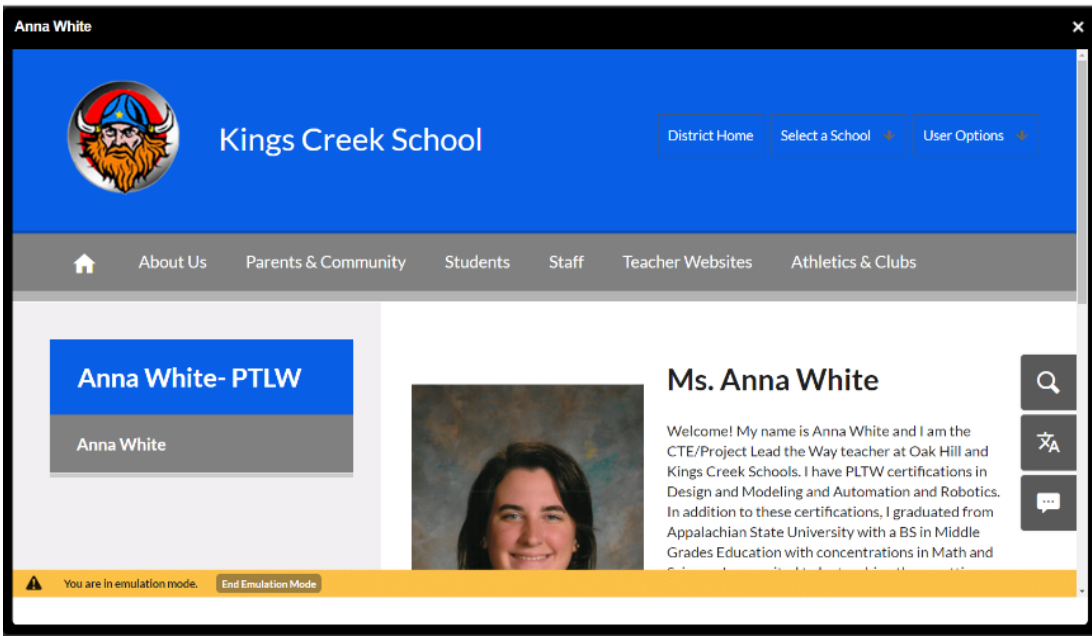 Anna White
Kings Creek School
District Home
Select a School
User Options
About Us
Parents & Community
Students
Staff
Teacher Websites
Athletics & Clubs
Anna White- PTLW
Anna White
Ms. Anna White
Welcome! My name is Anna White and I am the
CTE/Project Lead the Way teacher at Oak Hill and
Kings Creek Schools. I have PLTW certifications in
Design and Modeling and Automation and Robotics.
In addition to these certifications, I graduated from
Appalachian State University with a BS in Middle
Grades Education with concentrations in Math and
You are in emulation mode.
End Emulation Mode